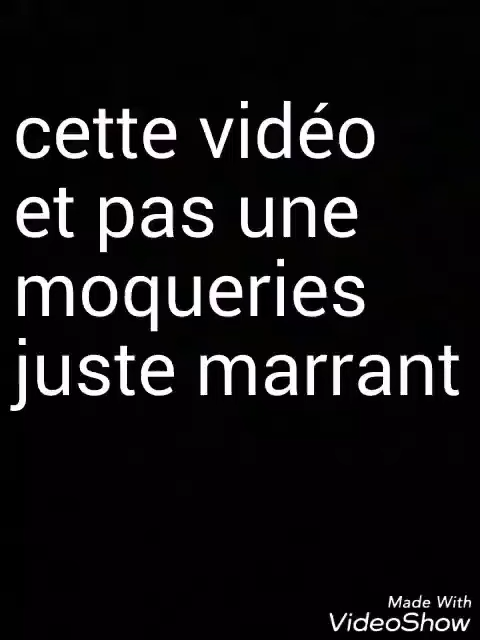 cette vidéo
et pas une
moqueries
juste marrant
Made With
VideoShow